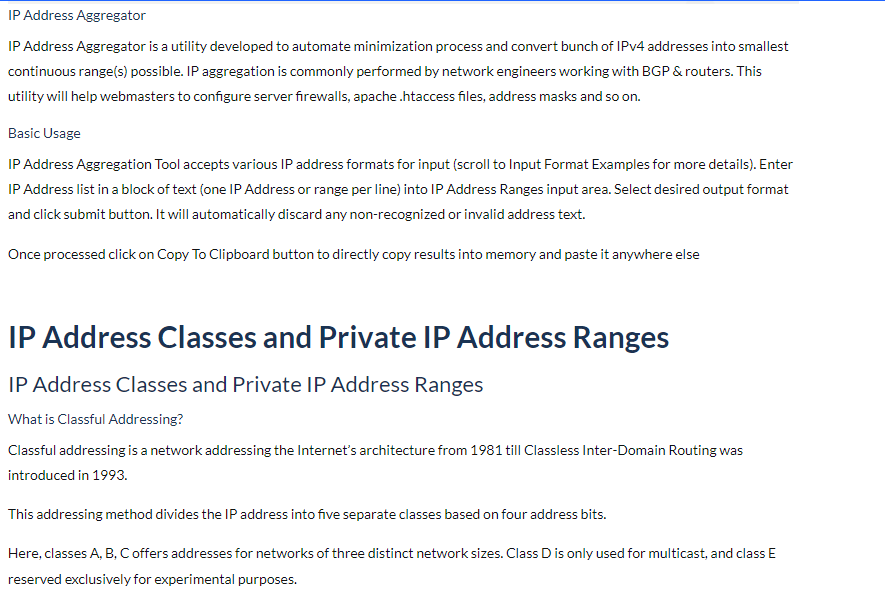 IP Address Aggregator
IP Address Aggregator is a utility developed to automate minimization process and convert bunch of IPv4 addresses into smallest
continuous range(s) possible. IP aggregation is commonly performed by network engineers working with BGP & routers. This
utility will help webmasters to configure server firewalls, apache .htaccess files, address masks and so on.
Basic Usage
IP Address Aggregation Tool accepts various IP address formats for input (scroll to Input Format Examples for more details). Enter
IP Address list in a block of text (one IP Address or range per line) into IP Address Ranges input area. Select desired output format
and click submit button. It will automatically discard any non-recognized or invalid address text.
Once processed click on Copy To Clipboard button to directly copy results into memory and paste it anywhere else
IP Address Classes and Private IP Address Ranges
IP Address Classes and Private IP Address Ranges
What is Classful Addressing?
Classful addressing is a network addressing the Internet's architecture from 1981 till Classless Inter-Domain Routing was
introduced in 1993.
This addressing method divides the IP address into five separate classes based on four address bits.
Here, classes A, B, C offers addresses for networks of three distinct network sizes. Class D is only used for multicast, and class E
reserved exclusively for experimental purposes.